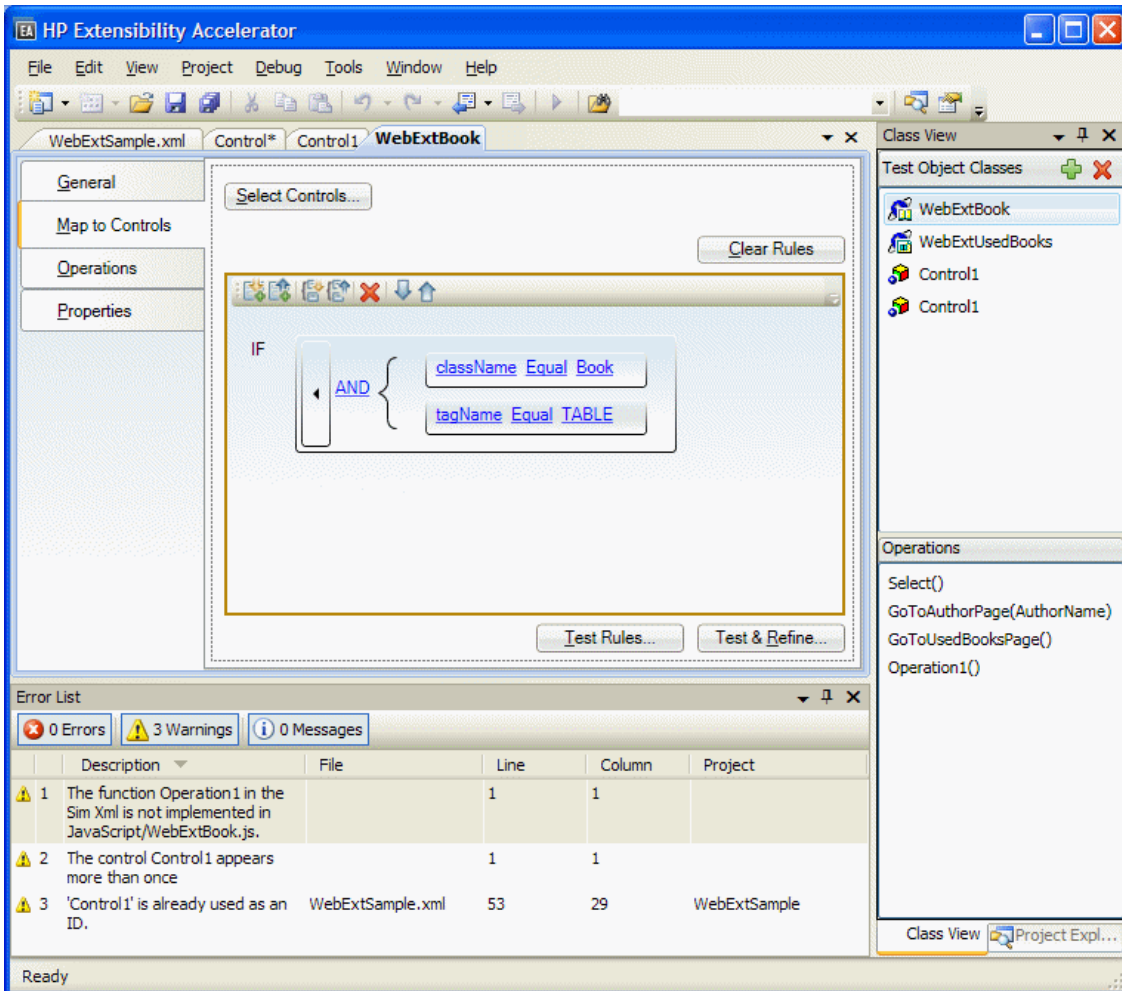 EA HP Extensibility Accelerator
File Edit View Project Debug Tools Window Help
WebExtSample.xml Control* Control1 WebExtBook
General
Map to Controls
Operations
Properties
Select Controls...
Clear Rules
IF
AND
className Equal Book
tagName Equal TABLE
Test Rules... Test & Refine...
Class View
Test Object Classes
WebExtBook
WebExtUsedBooks
Control1
Control1
Operations
Select()
GoToAuthorPage(AuthorName)
GoToUsedBooksPage()
Operation1()
Class View Project Expl...
Error List
0 Errors 3 Warnings 0 Messages
Description File Line Column Project
1 The function Operation1 in the 1 1
Sim Xml is not implemented in
JavaScript/WebExtBook.js.
2 The control Control1 appears 1 1
more than once
3 'Control1' is already used as an WebExtSample.xml 53 29 WebExtSample
ID.
Ready